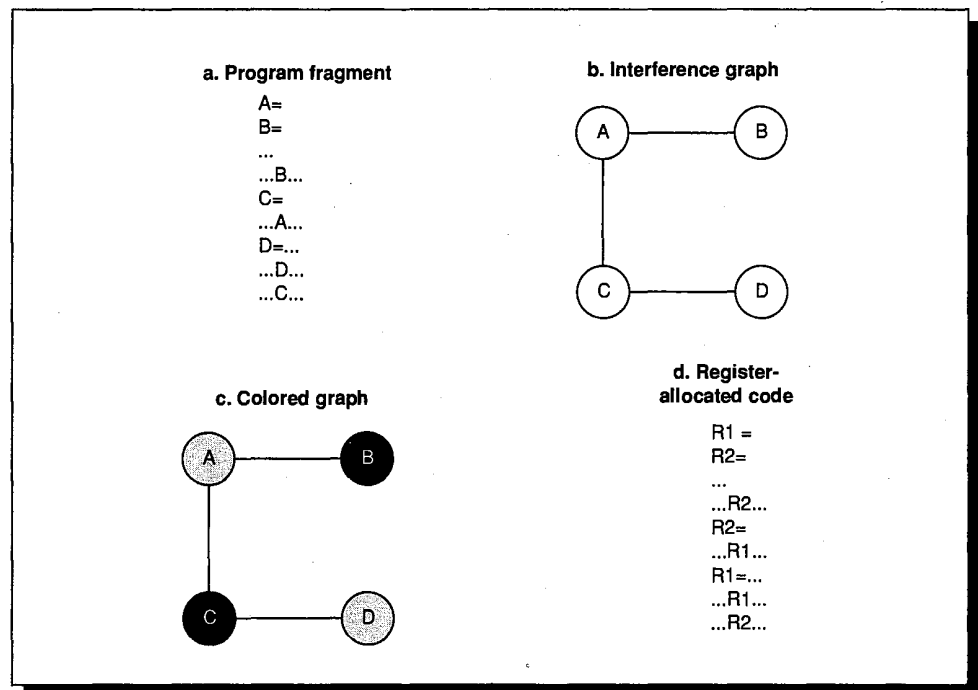 a. Program fragment
A=
B=
...
...B...
C=
...A...
D=...
...D...
...C...
b. Interference graph
A
B
C
D
c. Colored graph
A
B
C
D
d. Register-
allocated code
R1 =
R2=
...
...R2...
R2=
...R1...
R1=...
...R1...
...R2...